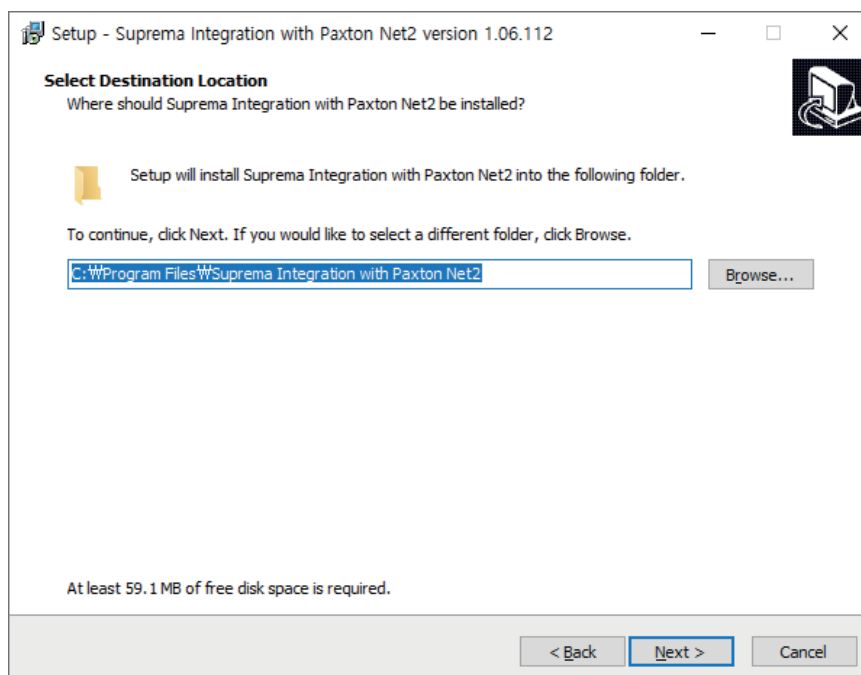 Setup - Suprema Integration with Paxton Net2 version 1.06.112
Select Destination Location
Where should Suprema Integration with Paxton Net2 be installed?
Setup will install Suprema Integration with Paxton Net2 into the following folder.
To continue, click Next. If you would like to select a different folder, click Browse.
C:₩Program Files₩Suprema Integration with Paxton Net2
Browse...
At least 59.1 MB of free disk space is required.
< Back Next > Cancel